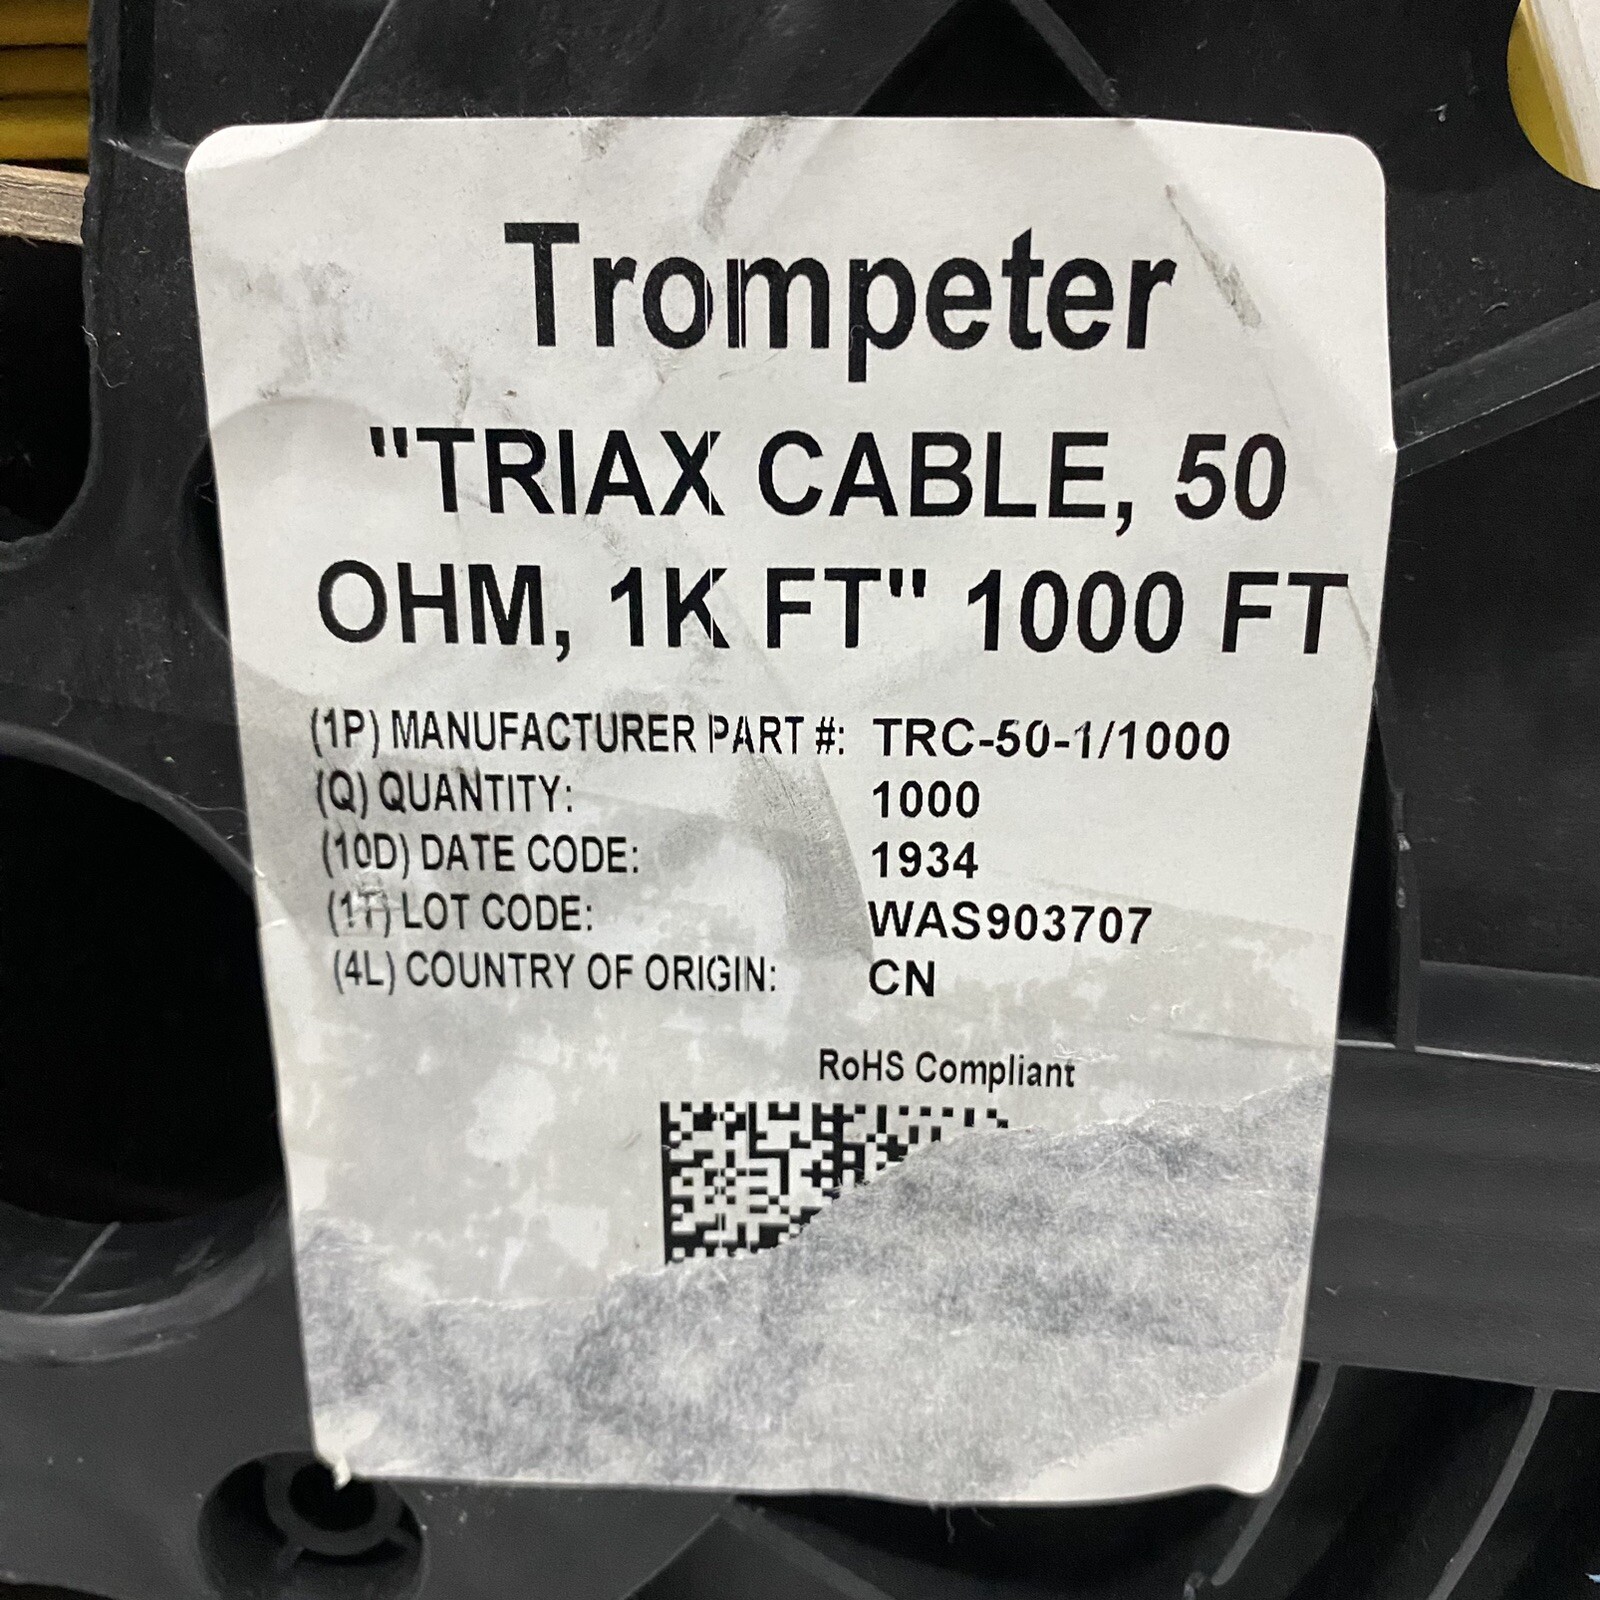 Trompeter
"TRIAX CABLE, 50
OHM, 1K FT" 1000 FT
(1P) MANUFACTURER PART #: TRC-50-1/1000
(Q) QUANTITY: 1000
(10D) DATE CODE: 1934
(1T) LOT CODE: WAS903707
(4L) COUNTRY OF ORIGIN: CN
RoHS Compliant